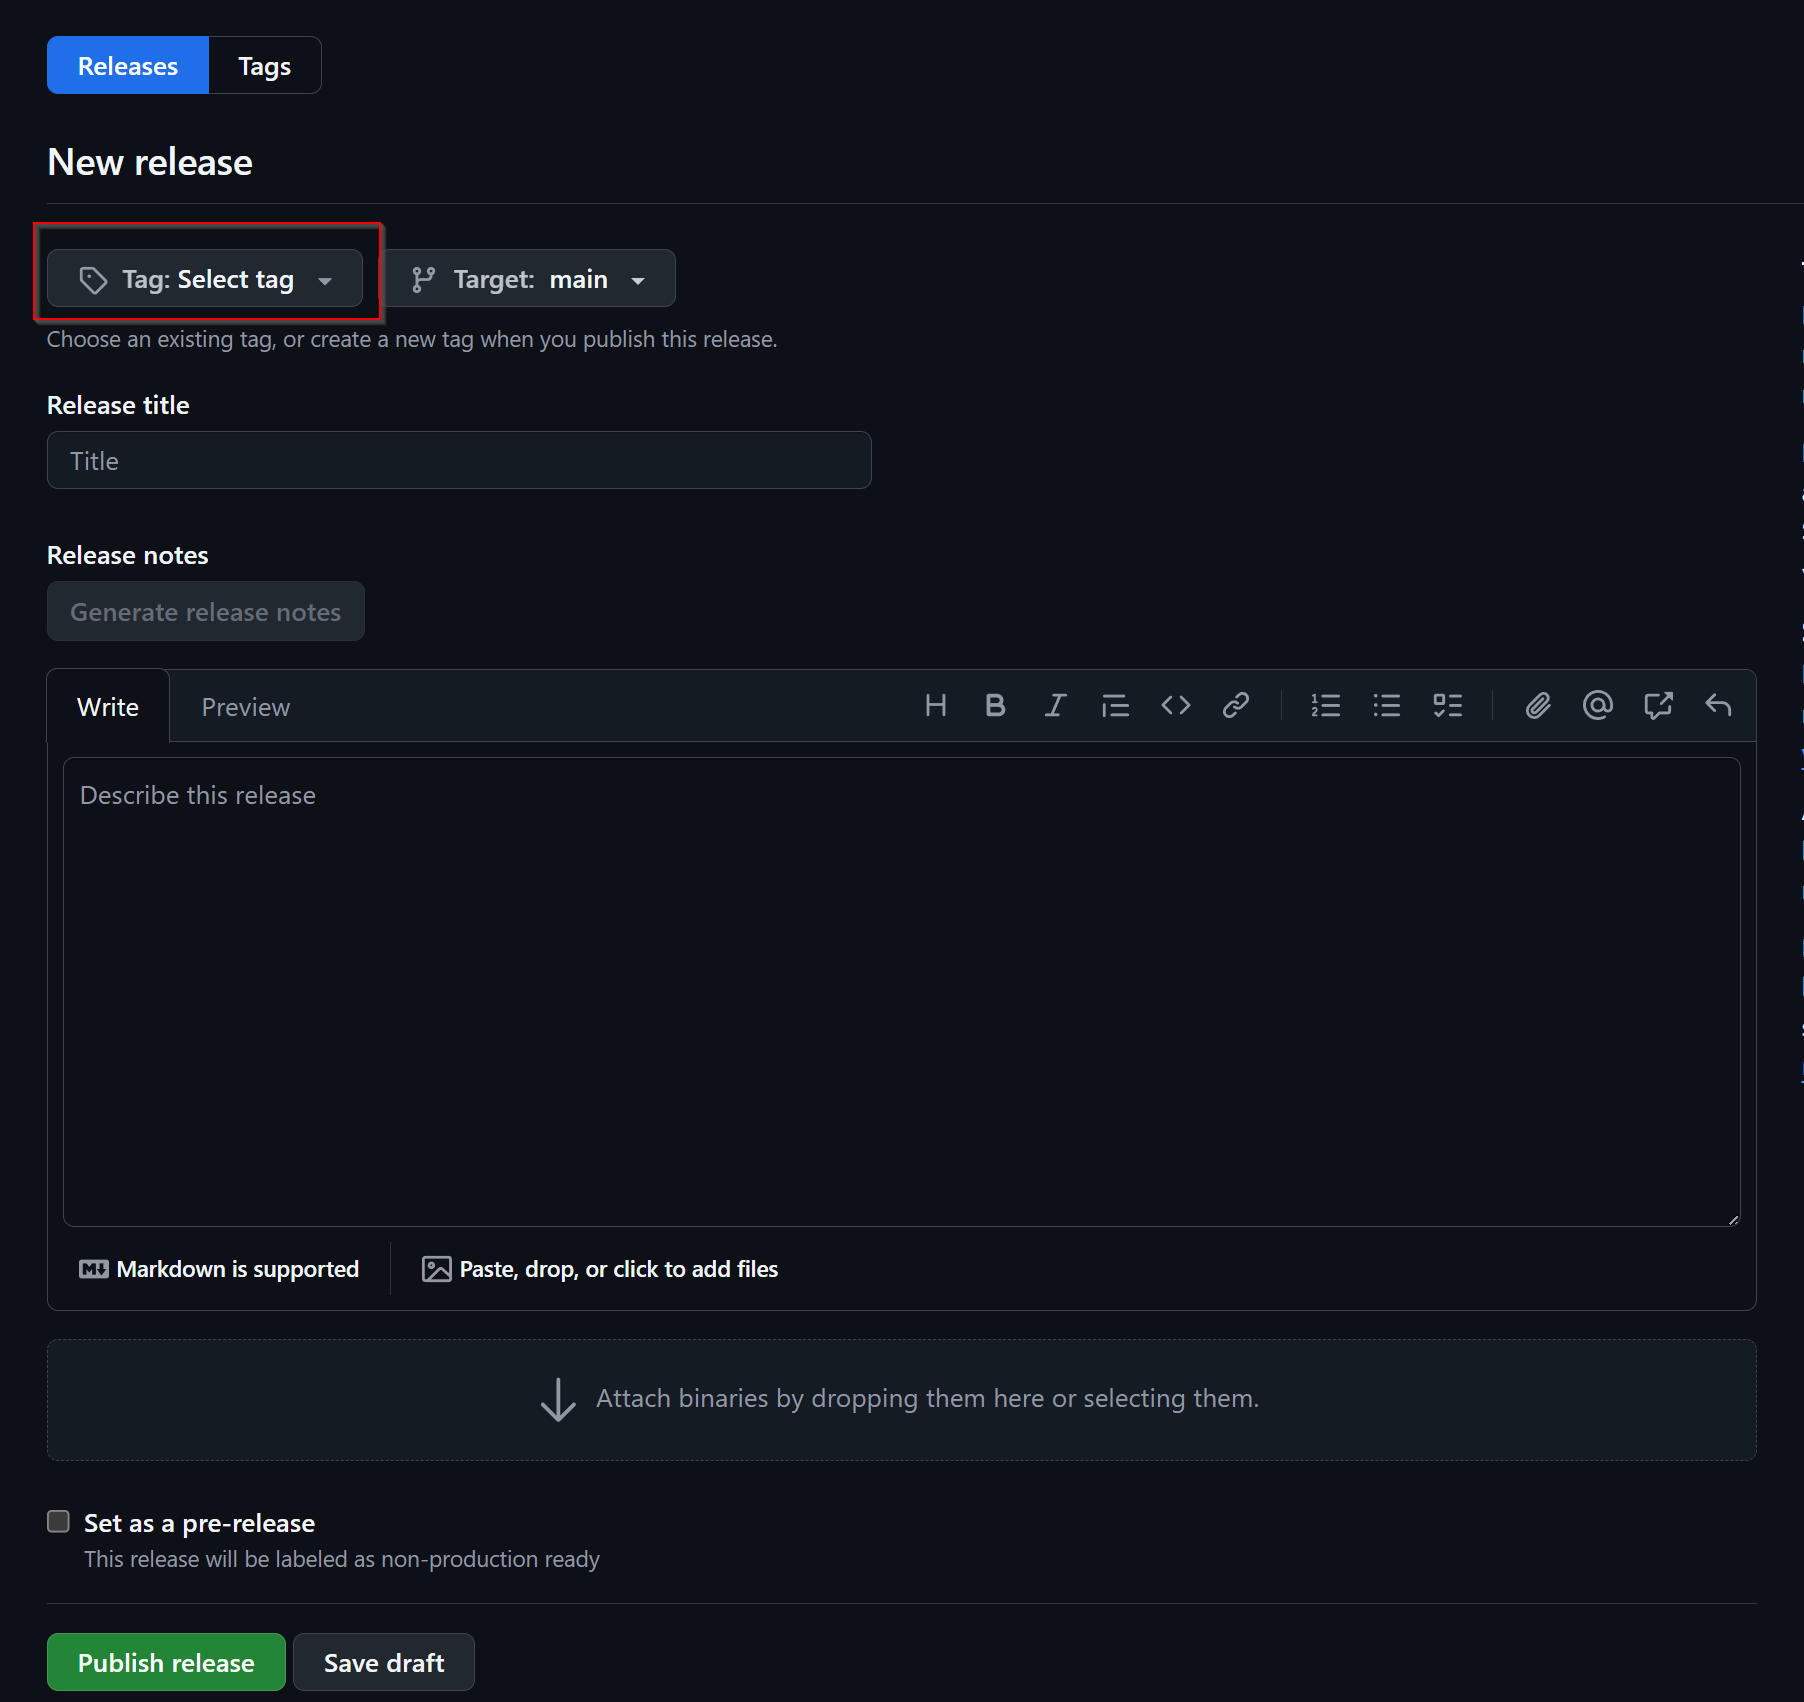 Releases Tags
New release
Tag: Select tag Target: main
Choose an existing tag, or create a new tag when you publish this release.
Release title
Title
Release notes
Generate release notes
Write Preview
Describe this release
Markdown is supported Paste, drop, or click to add files
Attach binaries by dropping them here or selecting them.
Set as a pre-release
This release will be labeled as non-production ready
Publish release Save draft